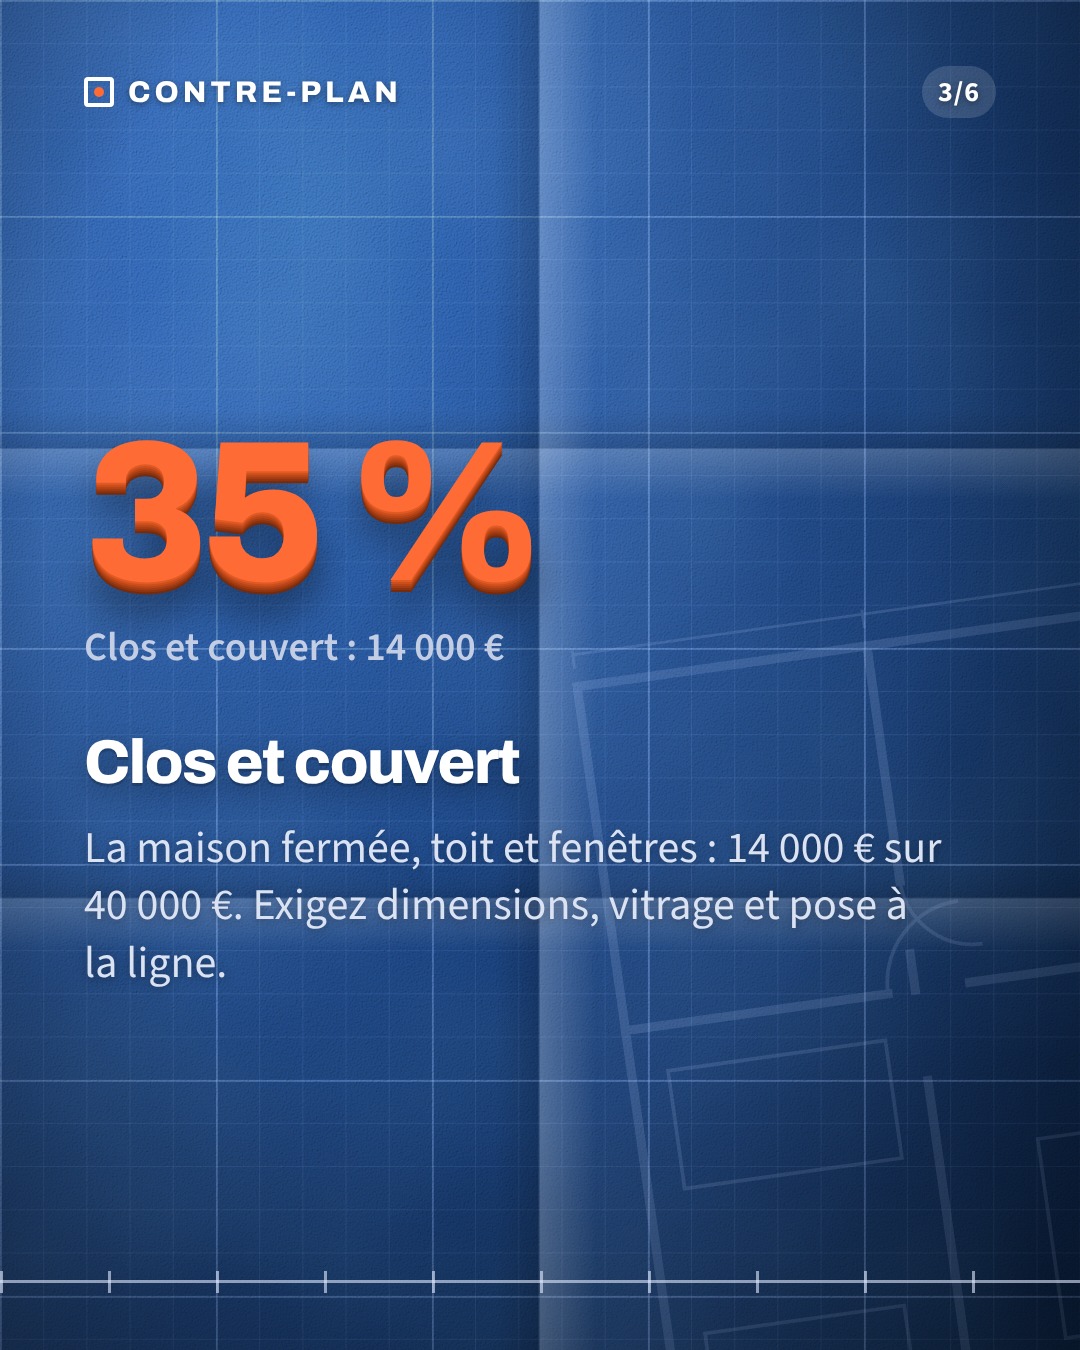 CONTRE-PLAN
3/6
35 %
Clos et couvert : 14 000 €
Clos et couvert
La maison fermée, toit et fenêtres : 14 000 € sur
40 000 €. Exigez dimensions, vitrage et pose à
la ligne.